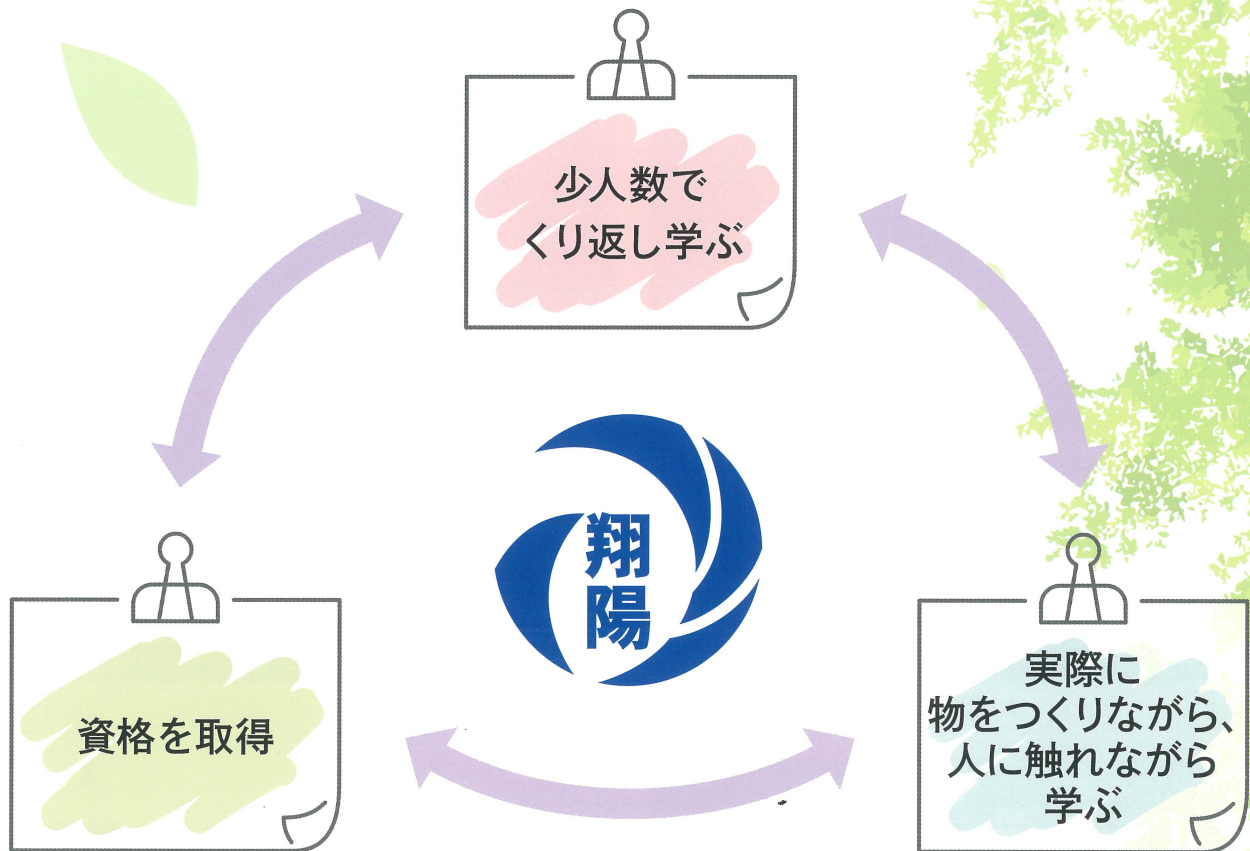 少人数で
くり返し学ぶ
翔陽
資格を取得
実際に
物をつくりながら、
人に触れながら
学ぶ